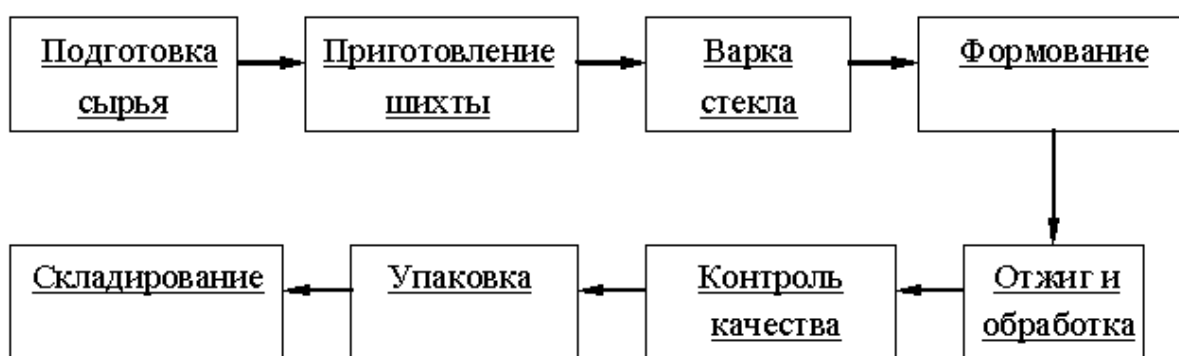 Подготовка
сырья
Приготовление
шихты
Варка
стекла
Формование
Отжиг и
обработка
Контроль
качества
Упаковка
Складирование